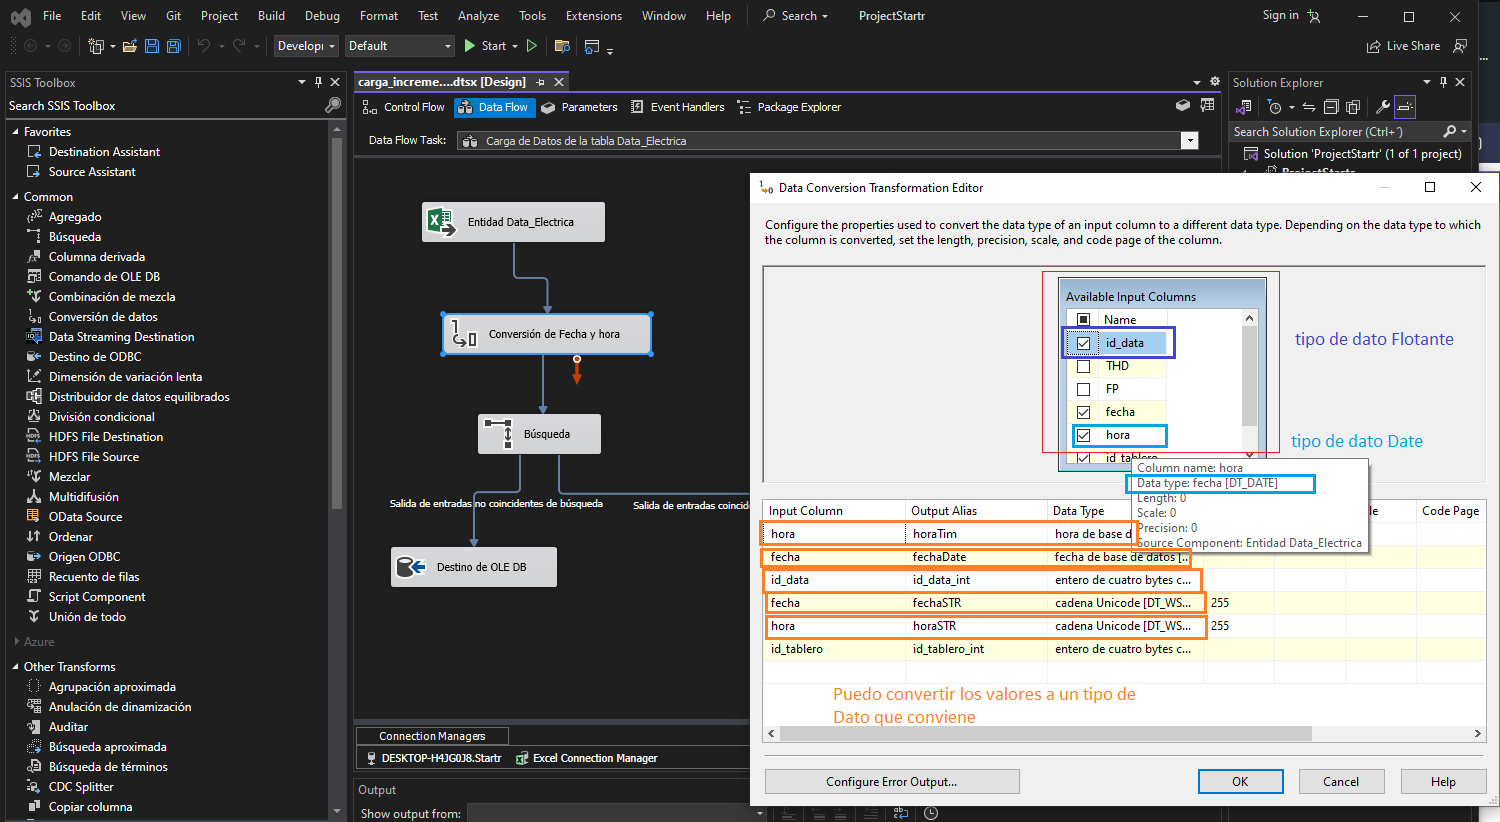 File Edit View Git Project Build Debug Format Test Analyze Tools Extensions Window Help Search ProjectStartr Sign in
Develop Default Start Live Share
SSIS Toolbox
Search SSIS Toolbox
Favorites
Destination Assistant
Source Assistant
Common
Agregado
Búsqueda
Columna derivada
Comando de OLE DB
Combinación de mezcla
Conversión de datos
Data Streaming Destination
Destino de ODBC
Dimensión de variación lenta
Distribuidor de datos equilibrados
División condicional
HDFS File Destination
HDFS File Source
Mezclar
Multidifusión
OData Source
Ordenar
Origen ODBC
Recuento de filas
Script Component
Unión de todo
Azure
Other Transforms
Agrupación aproximada
Anulación de dinamización
Auditar
Búsqueda aproximada
Búsqueda de términos
CDC Splitter
Copiar columna
carga_increme....dtsx [Design]
Control Flow Data Flow Parameters Event Handlers Package Explorer
Data Flow Task: Carga de Datos de la tabla Data_Electrica
Entidad Data_Electrica
Conversión de Fecha y hora
Búsqueda
Salida de entradas no coincidentes de búsqueda
Salida de entradas coincid
Destino de OLE DB
Connection Managers
DESKTOP-H4JG0J8.Startr Excel Connection Manager
Output
Show output from:
Solution Explorer
Search Solution Explorer (Ctrl+´)
Solution 'ProjectStartr' (1 of 1 project)
ProjectStartr
Data Conversion Transformation Editor
Configure the properties used to convert the data type of an input column to a different data type. Depending on the data type to which
the column is converted, set the length, precision, scale, and code page of the column.
Available Input Columns
Name
id_data
THD
FP
fecha
hora
id_tablero
tipo de dato Flotante
tipo de dato Date
Column name: hora
Data type: fecha [DT_DATE]
Length: 0
Scale: 0
Precision: 0
Source Component: Entidad Data_Electrica
Input Column Output Alias Data Type le Code Page
hora horaTim hora de base d
fecha fechaDate fecha de base de datos [...
id_data id_data_int entero de cuatro bytes c...
fecha fechaSTR cadena Unicode [DT_WS... 255
hora horaSTR cadena Unicode [DT_WS... 255
id_tablero id_tablero_int entero de cuatro bytes c...
Puedo convertir los valores a un tipo de
Dato que conviene
Configure Error Output... OK Cancel Help